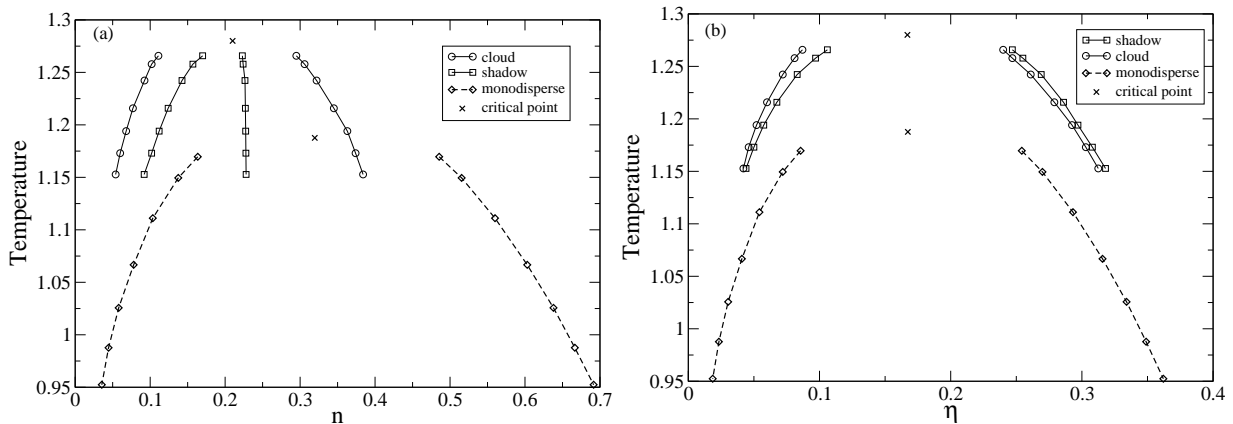 (a)
cloud
shadow
monodisperse
critical point
1.3
1.25
1.2
1.15
1.1
1.05
1
0.95
Temperature
0 0.1 0.2 0.3 0.4 0.5 0.6 0.7
n
(b)
shadow
cloud
monodisperse
critical point
1.3
1.25
1.2
1.15
1.1
1.05
1
0.95
Temperature
0 0.1 0.2 0.3 0.4
η